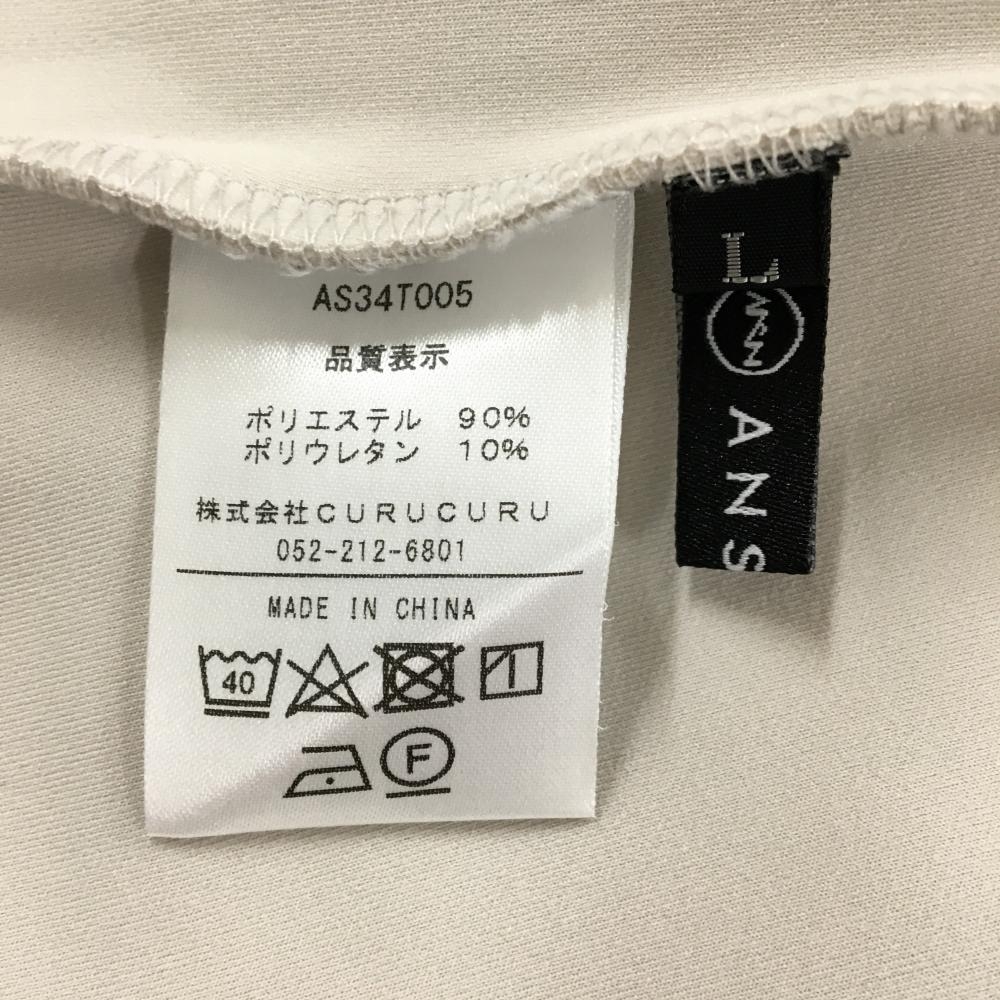 AS34T005
品質表示
ポリエステル 90%
ポリウレタン 10%
株式会社CURUCURU
052-212-6801
MADE IN CHINA
40
F
L
ANS